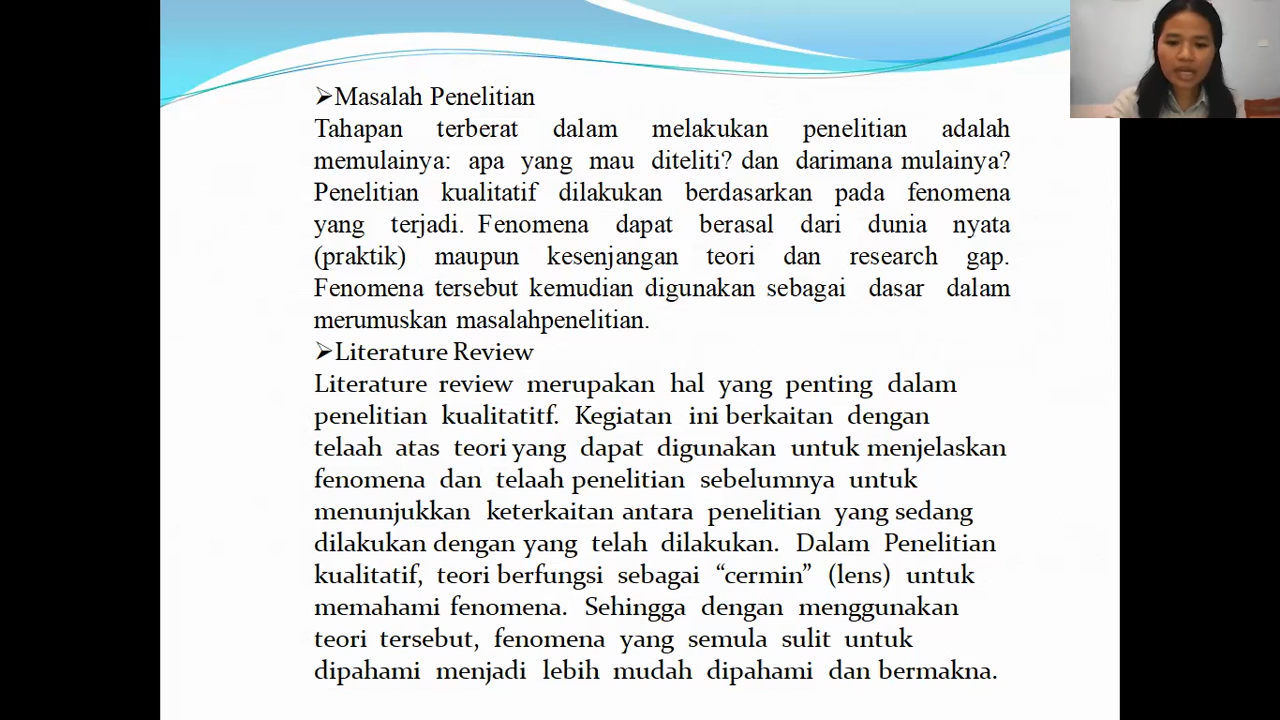 ➢Masalah Penelitian
Tahapan terberat dalam melakukan penelitian adalah
memulainya: apa yang mau diteliti? dan darimana mulainya?
Penelitian kualitatif dilakukan berdasarkan pada fenomena
yang terjadi. Fenomena dapat berasal dari dunia nyata
(praktik) maupun kesenjangan teori dan research gap.
Fenomena tersebut kemudian digunakan sebagai dasar dalam
merumuskan masalahpenelitian.
➢Literature Review
Literature review merupakan hal yang penting dalam
penelitian kualitatitf. Kegiatan ini berkaitan dengan
telaah atas teori yang dapat digunakan untuk menjelaskan
fenomena dan telaah penelitian sebelumnya untuk
menunjukkan keterkaitan antara penelitian yang sedang
dilakukan dengan yang telah dilakukan. Dalam Penelitian
kualitatif, teori berfungsi sebagai “cermin” (lens) untuk
memahami fenomena. Sehingga dengan menggunakan
teori tersebut, fenomena yang semula sulit untuk
dipahami menjadi lebih mudah dipahami dan bermakna.